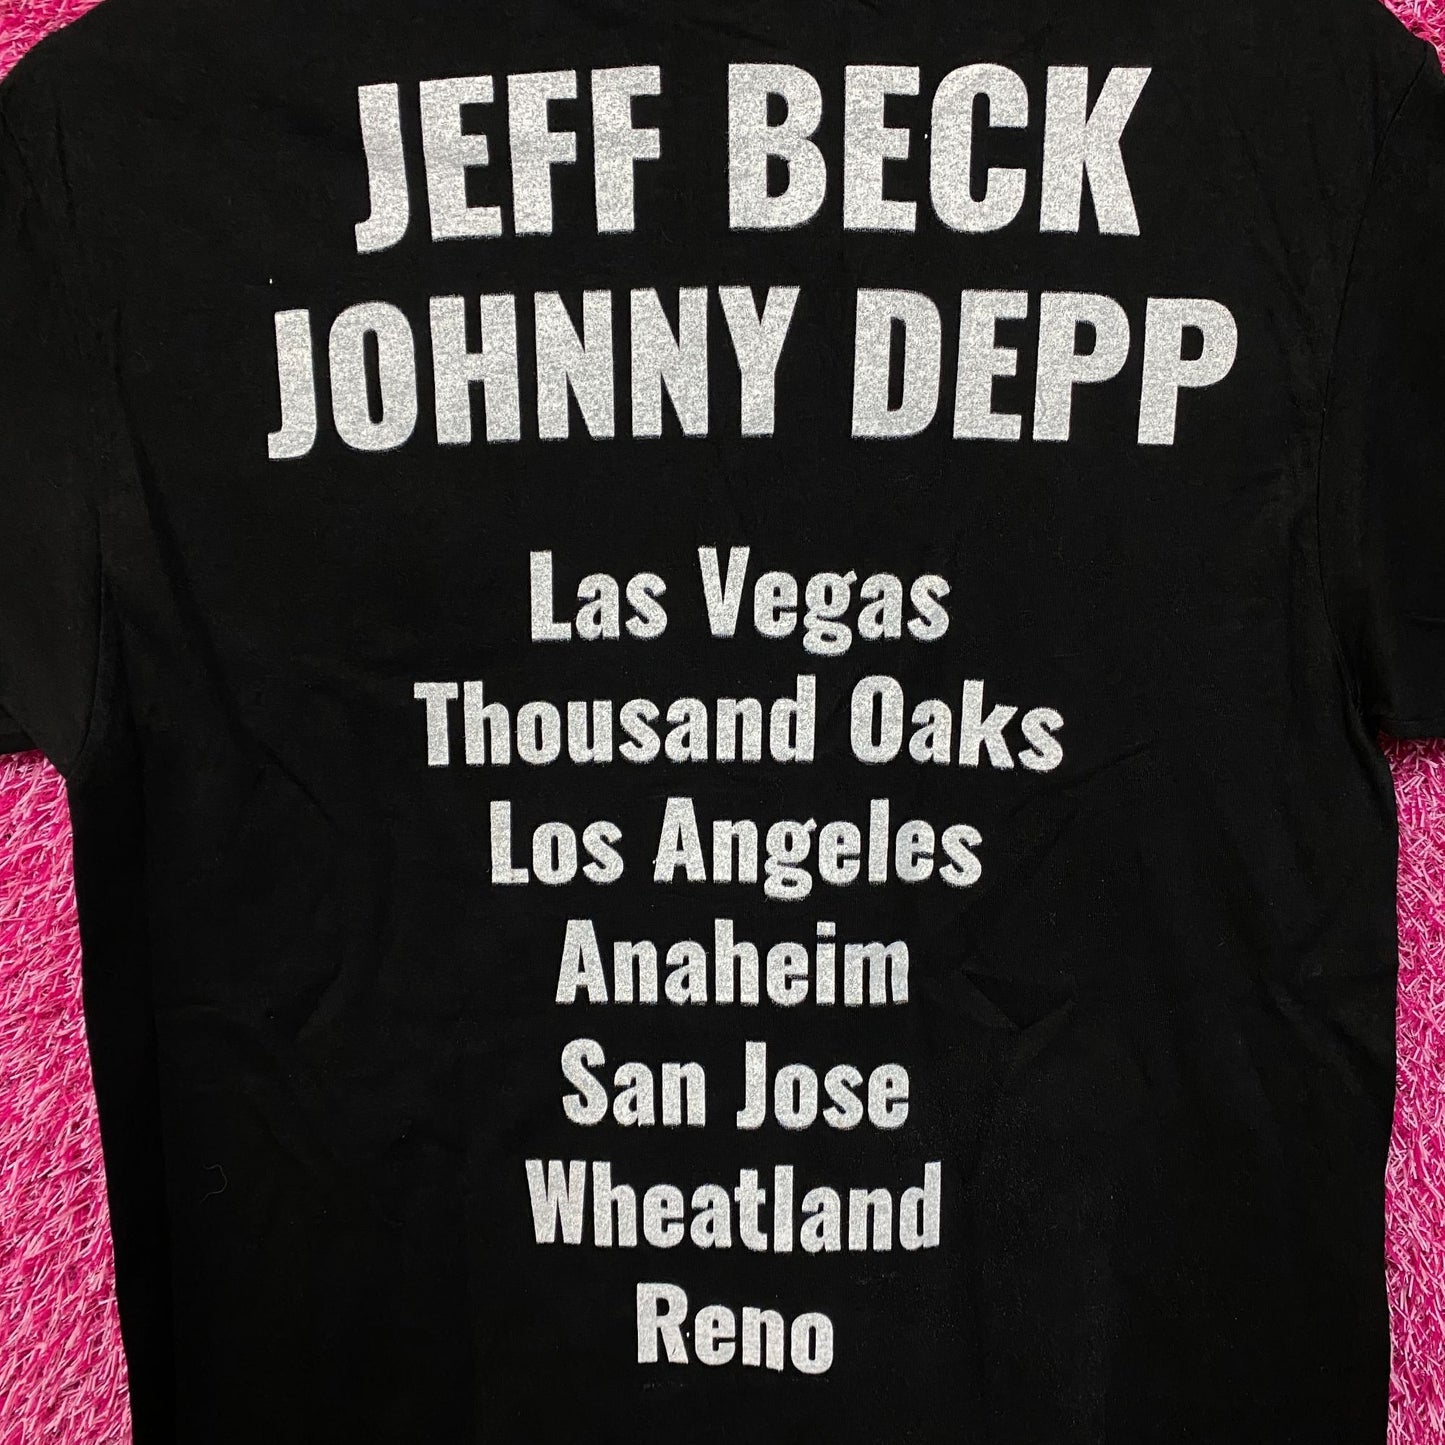 JEFF BECK
JOHNNY DEPP
Las Vegas
Thousand Oaks
Los Angeles
Anaheim
San Jose
Wheatland
Reno